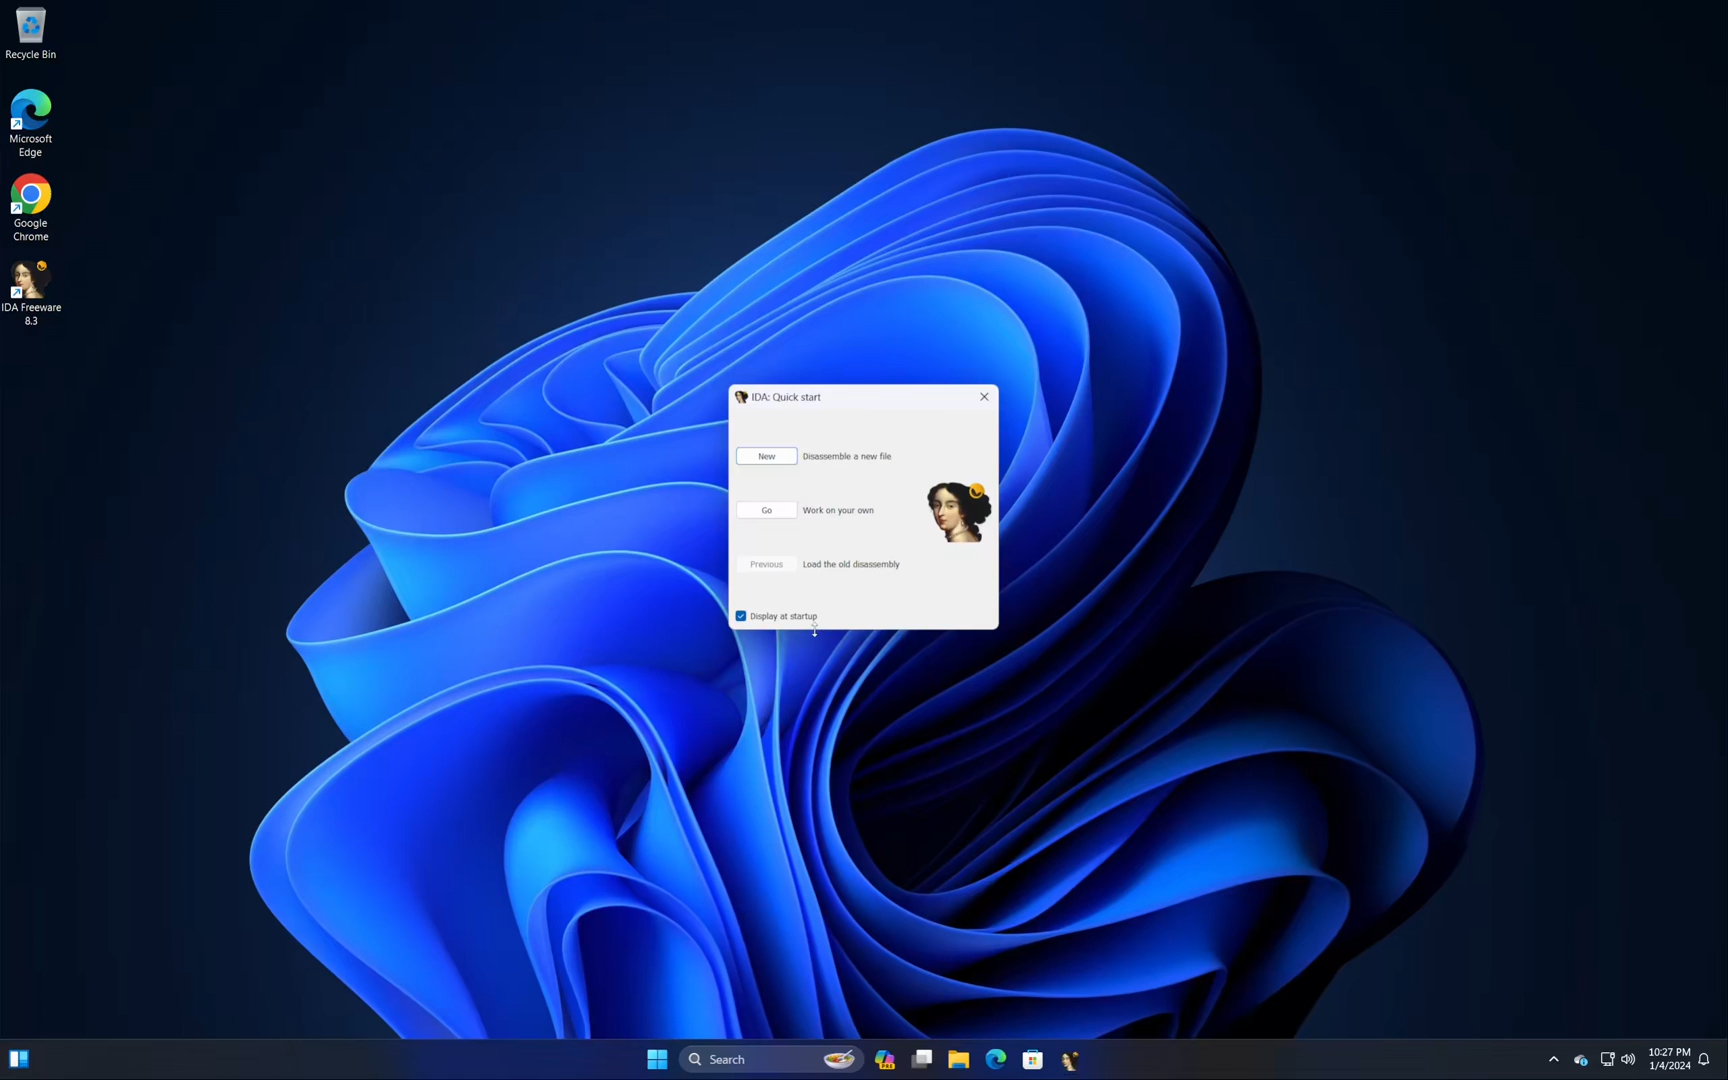 Recycle Bin
Microsoft
Edge
Google
Chrome
IDA Freeware
8.3
IDA: Quick start
New
Disassemble a new file
Go
Work on your own
Previous
Load the old disassembly
Display at startup
Search
PRE
10:27 PM
1/4/2024